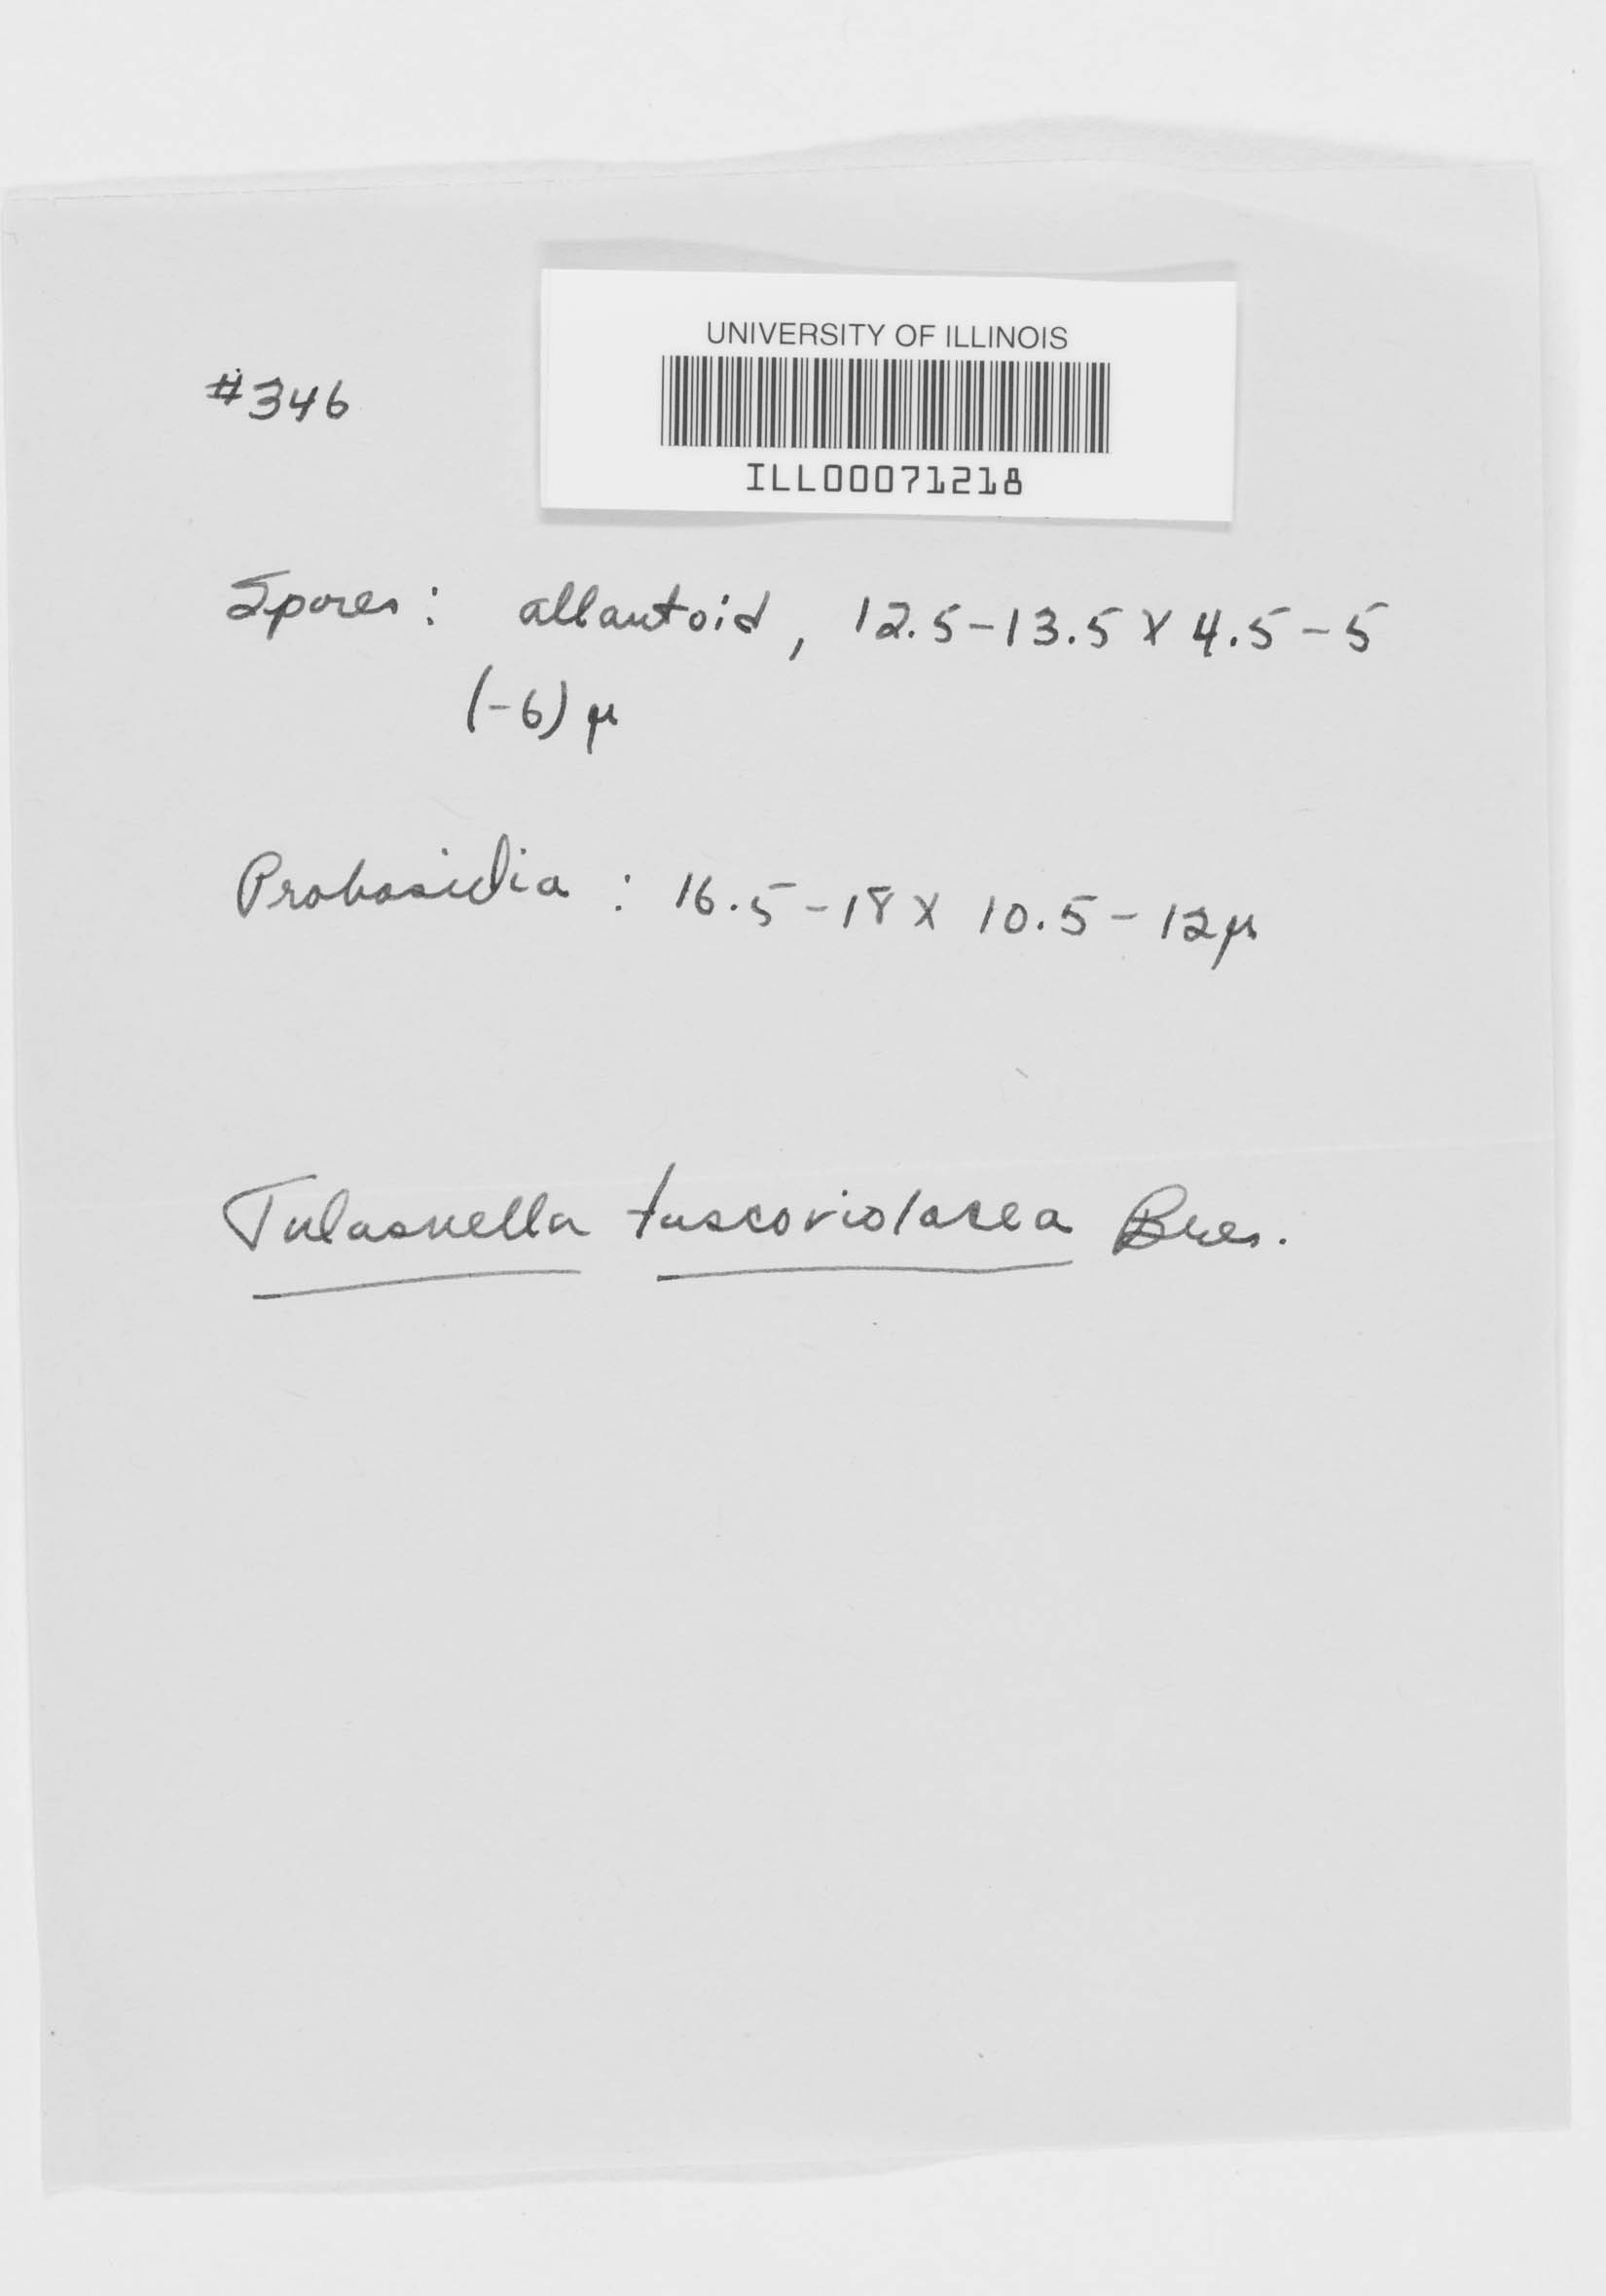 UNIVERSITY OF ILLINOIS
ILL00071218
#346
Spores: allantoid, 12.5-13.5 X 4.5-5
(-6) μ
Probasidia: 16.5-18 X 10.5-12μ
Tulasnella fuscoviolacea Bres.